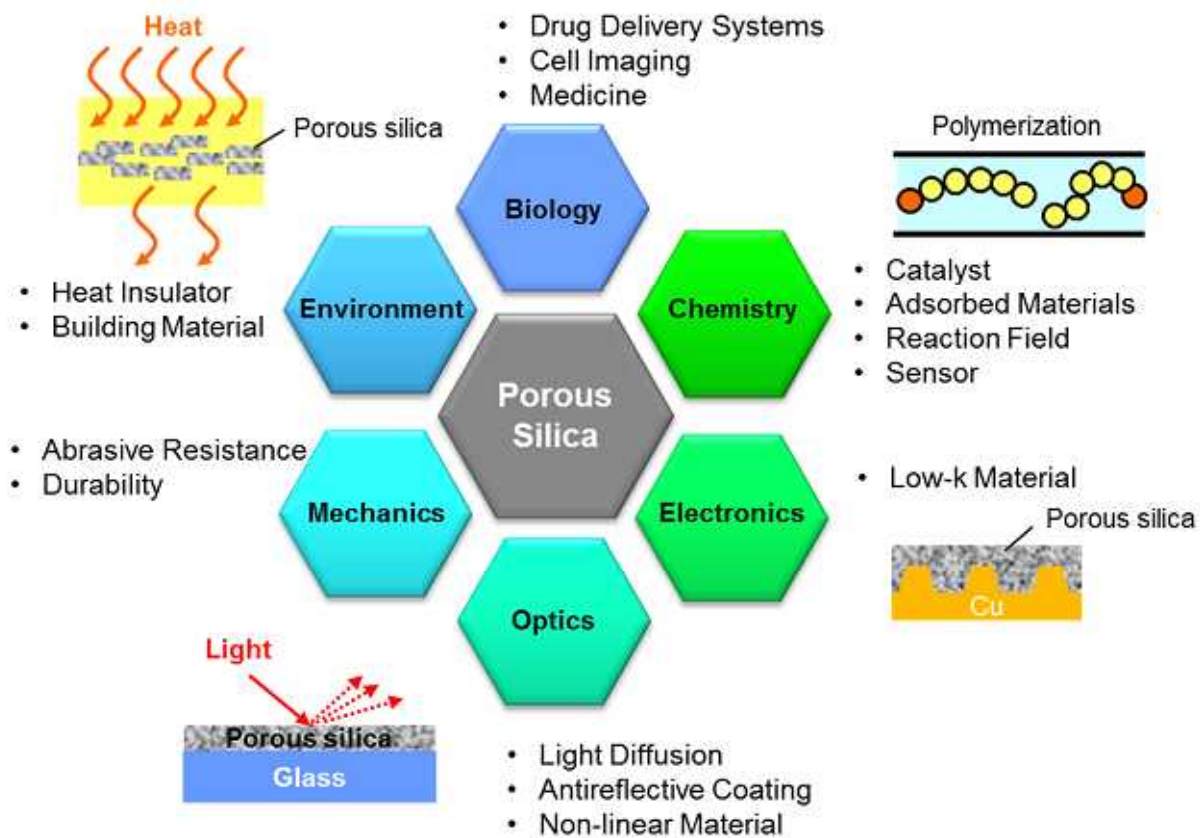 Heat
Porous silica
• Drug Delivery Systems
• Cell Imaging
• Medicine
Polymerization
Biology
Environment
Chemistry
• Heat Insulator
• Building Material
• Catalyst
• Adsorbed Materials
• Reaction Field
• Sensor
Porous
Silica
• Abrasive Resistance
• Durability
Mechanics
Electronics
• Low-k Material
Porous silica
Cu
Optics
Light
Porous silica
Glass
• Light Diffusion
• Antireflective Coating
• Non-linear Material